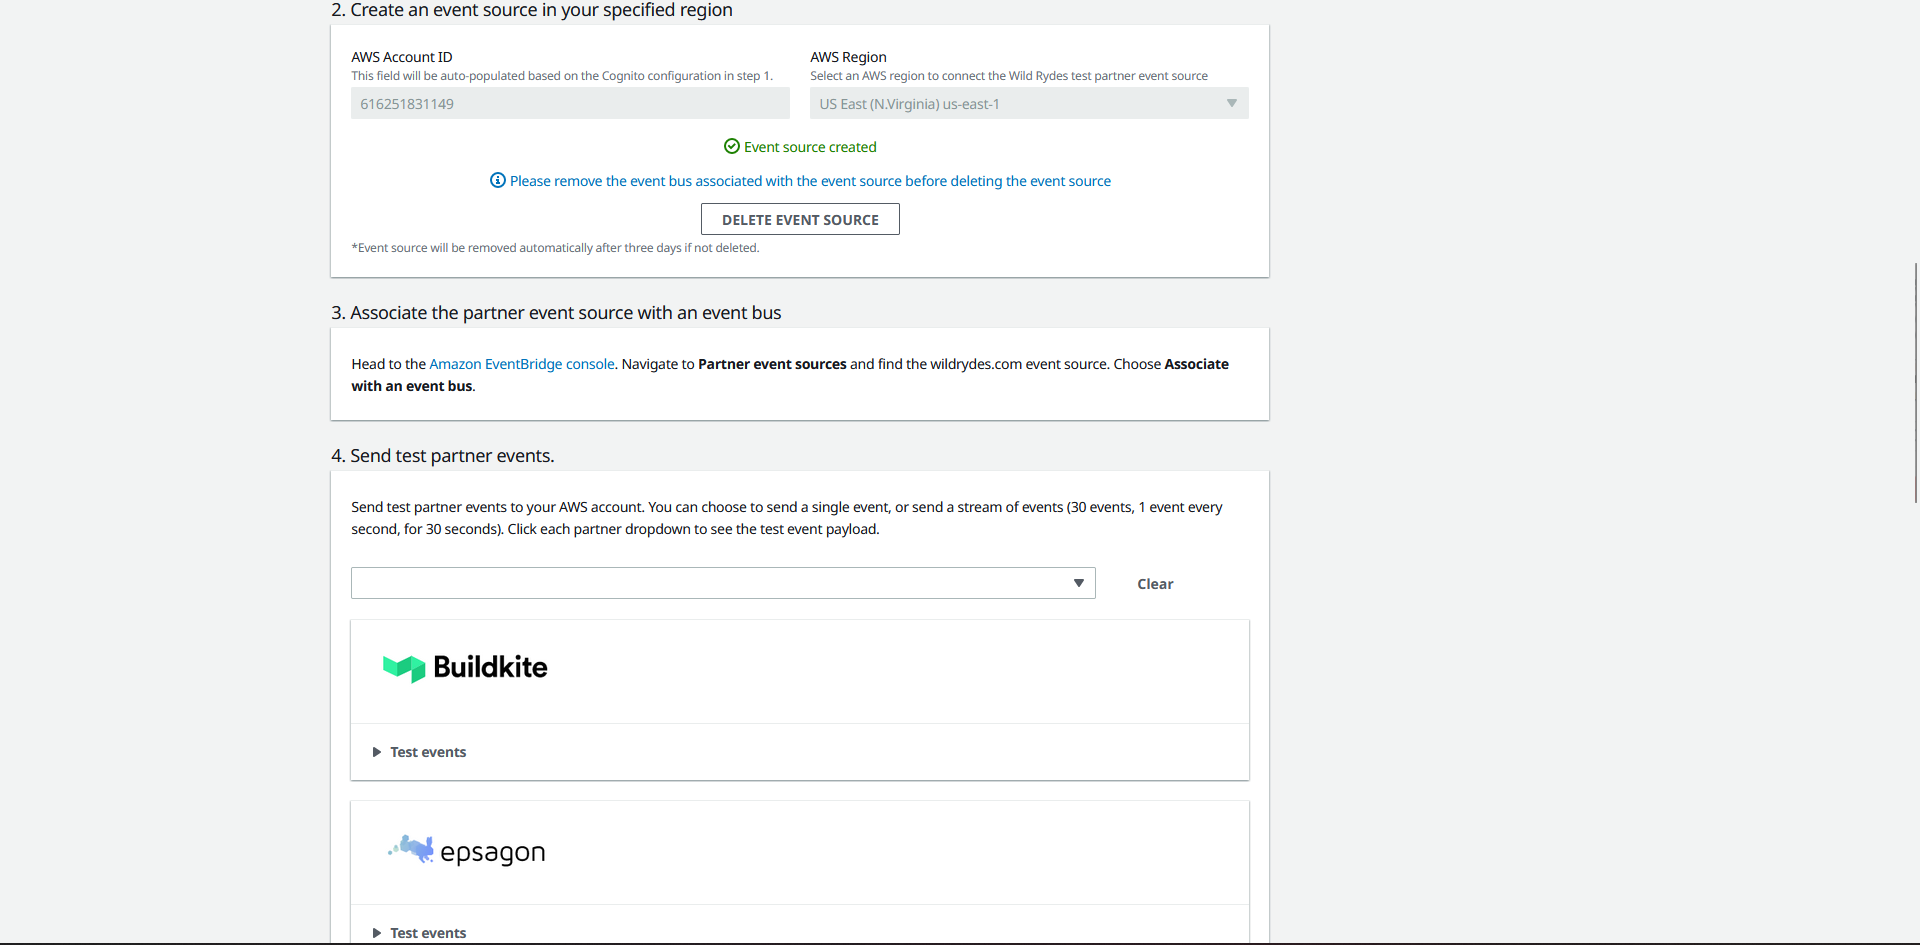 2. Create an event source in your specified region
AWS Account ID
This field will be auto-populated based on the Cognito configuration in step 1.
616251831149
AWS Region
Select an AWS region to connect the Wild Rydes test partner event source
US East (N.Virginia) us-east-1
Event source created
Please remove the event bus associated with the event source before deleting the event source
DELETE EVENT SOURCE
*Event source will be removed automatically after three days if not deleted.
3. Associate the partner event source with an event bus
Head to the Amazon EventBridge console. Navigate to Partner event sources and find the wildrydes.com event source. Choose Associate
with an event bus.
4. Send test partner events.
Send test partner events to your AWS account. You can choose to send a single event, or send a stream of events (30 events, 1 event every
second, for 30 seconds). Click each partner dropdown to see the test event payload.
Clear
Buildkite
Test events
epsagon
Test events